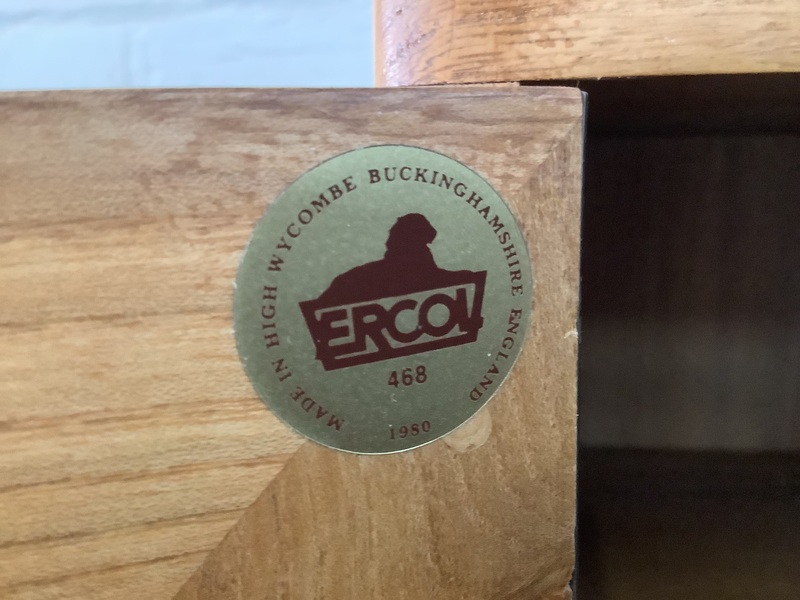 MADE IN HIGH WYCOMBE BUCKINGHAMSHIRE ENGLAND
ERCOL
468
1980